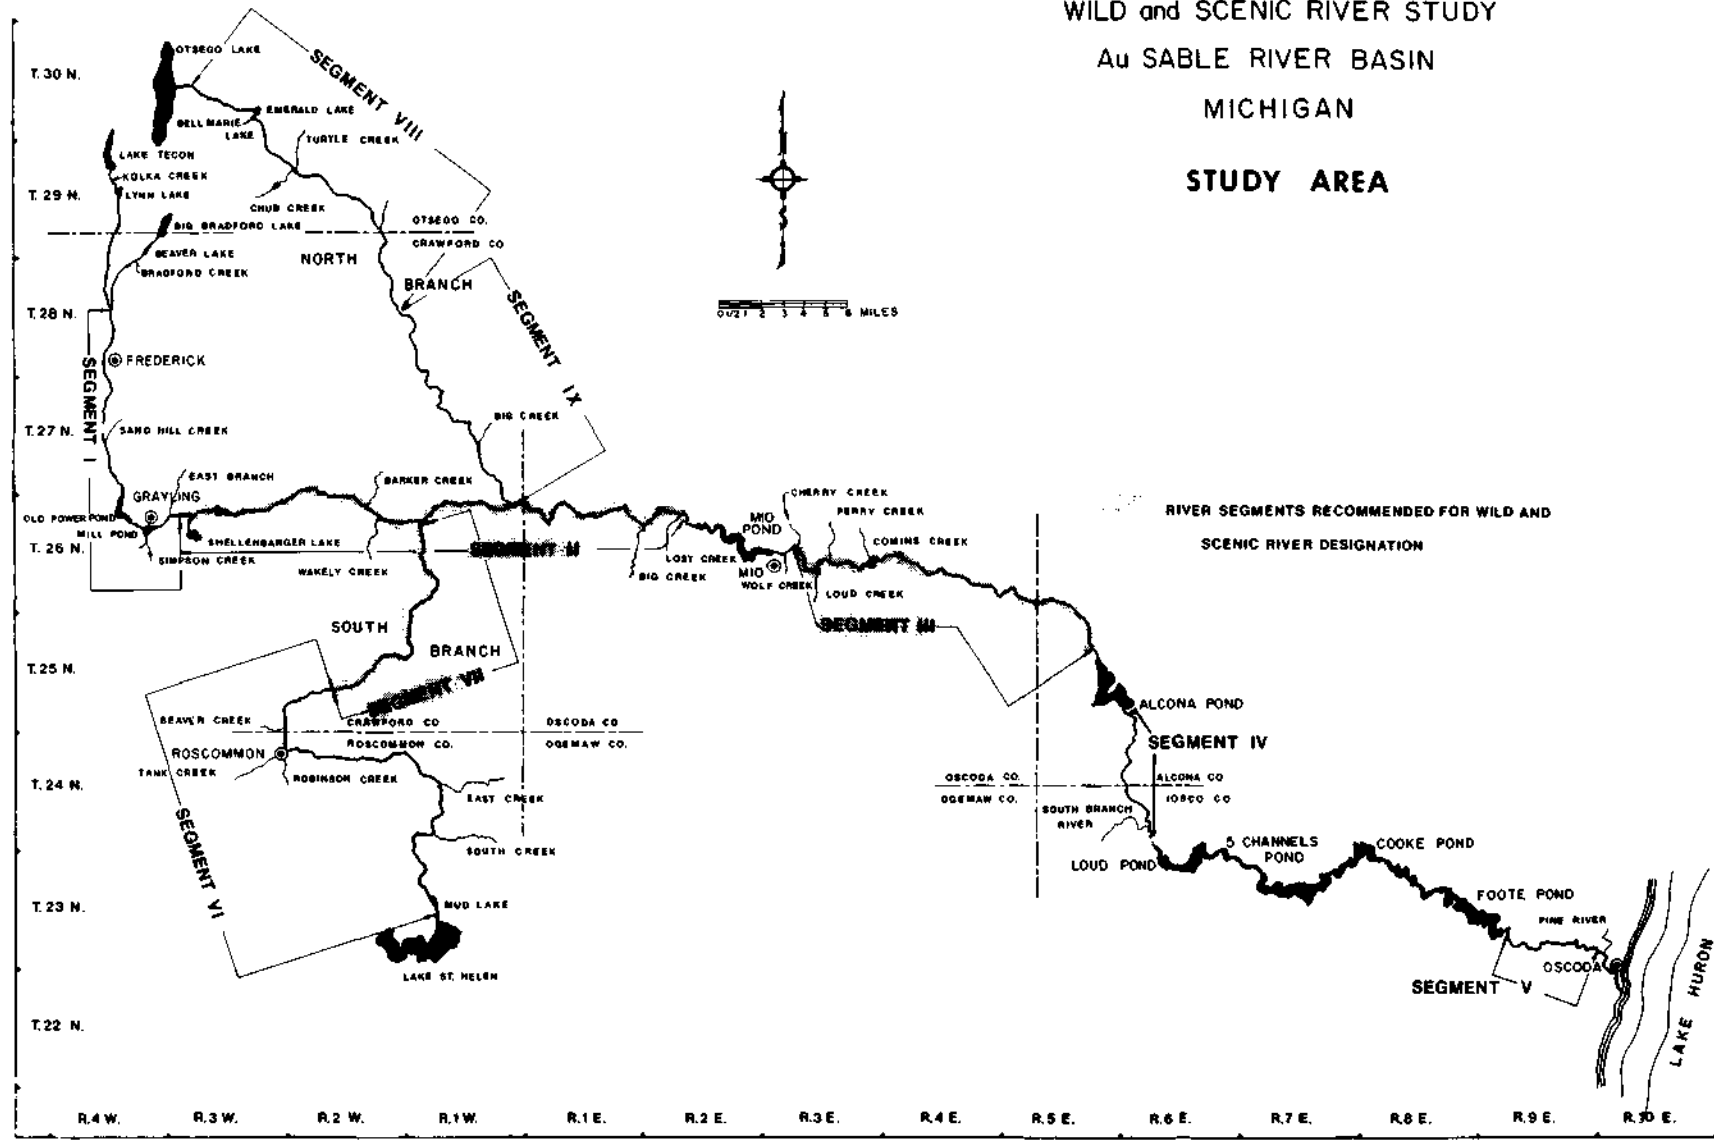 WILD and SCENIC RIVER STUDY
Au SABLE RIVER BASIN
MICHIGAN
STUDY AREA
T.30 N.
OTSEGO LAKE
SEGMENT VIII
EMERALD LAKE
BELL MARIE
LAKE
TURTLE CREEK
LAKE TECON
KOLKA CREEK
LYNN LAKE
T.29 N.
CHUB CREEK
BIG BRADFORD LAKE
OTSEGO CO.
CRAWFORD CO
NORTH
BRANCH
BEAVER LAKE
BRADFORD CREEK
SEGMENT IX
T.28 N.
0 1/2 1 2 3 4 5 6 MILES
FREDERICK
SEGMENT I
BIG CREEK
T.27 N.
SAND HILL CREEK
EAST BRANCH
BARKER CREEK
GRAYLING
CHERRY CREEK
OLD POWER POND
MILL POND
MIO
POND
PERRY CREEK
RIVER SEGMENTS RECOMMENDED FOR WILD AND
SCENIC RIVER DESIGNATION
T.26 N.
SHELLENBARGER LAKE
SIMPSON CREEK
SEGMENT II
WAKELY CREEK
LOST CREEK
BIG CREEK
MIO
WOLF CREEK
COMINS CREEK
LOUD CREEK
SEGMENT III
SOUTH
BRANCH
T.25 N.
SEGMENT VII
ALCONA POND
BEAVER CREEK
CRAWFORD CO
ROSCOMMON CO.
OSCODA CO
OGEMAW CO.
SEGMENT IV
ROSCOMMON
TANK CREEK
ROBINSON CREEK
T.24 N.
EAST CREEK
OSCODA CO.
OGEMAW CO.
ALCONA CO
IOSCO CO
SOUTH BRANCH
RIVER
SEGMENT VI
SOUTH CREEK
LOUD POND
5 CHANNELS
POND
COOKE POND
T.23 N.
MUD LAKE
FOOTE POND
PINE RIVER
LAKE ST. HELEN
OSCODA
SEGMENT V
LAKE HURON
T.22 N.
R.4 W. R.3 W. R.2 W. R.1 W. R.1 E. R.2 E. R.3 E. R.4 E. R.5 E. R.6 E. R.7 E. R.8 E. R.9 E. R.10 E.